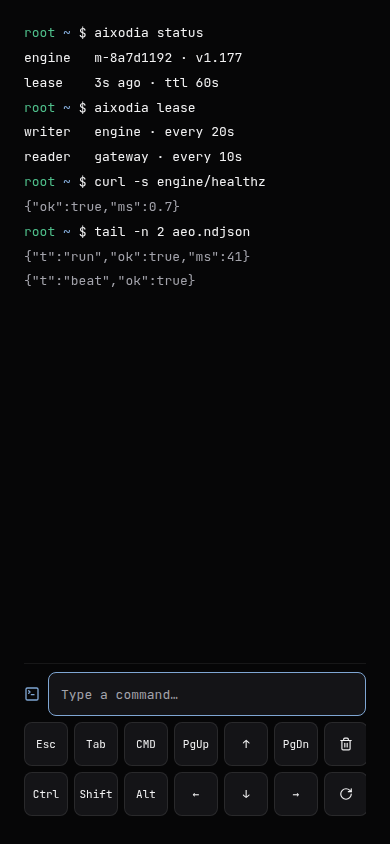 root ~ $ aixodia status
engine   m-8a7d1192 · v1.177
lease    3s ago · ttl 60s
root ~ $ aixodia lease
writer   engine · every 20s
reader   gateway · every 10s
root ~ $ curl -s engine/healthz
{"ok":true,"ms":0.7}
root ~ $ tail -n 2 aeo.ndjson
{"t":"run","ok":true,"ms":41}
{"t":"beat","ok":true}
Type a command…
Esc Tab CMD PgUp ↑ PgDn
Ctrl Shift Alt ← ↓ →